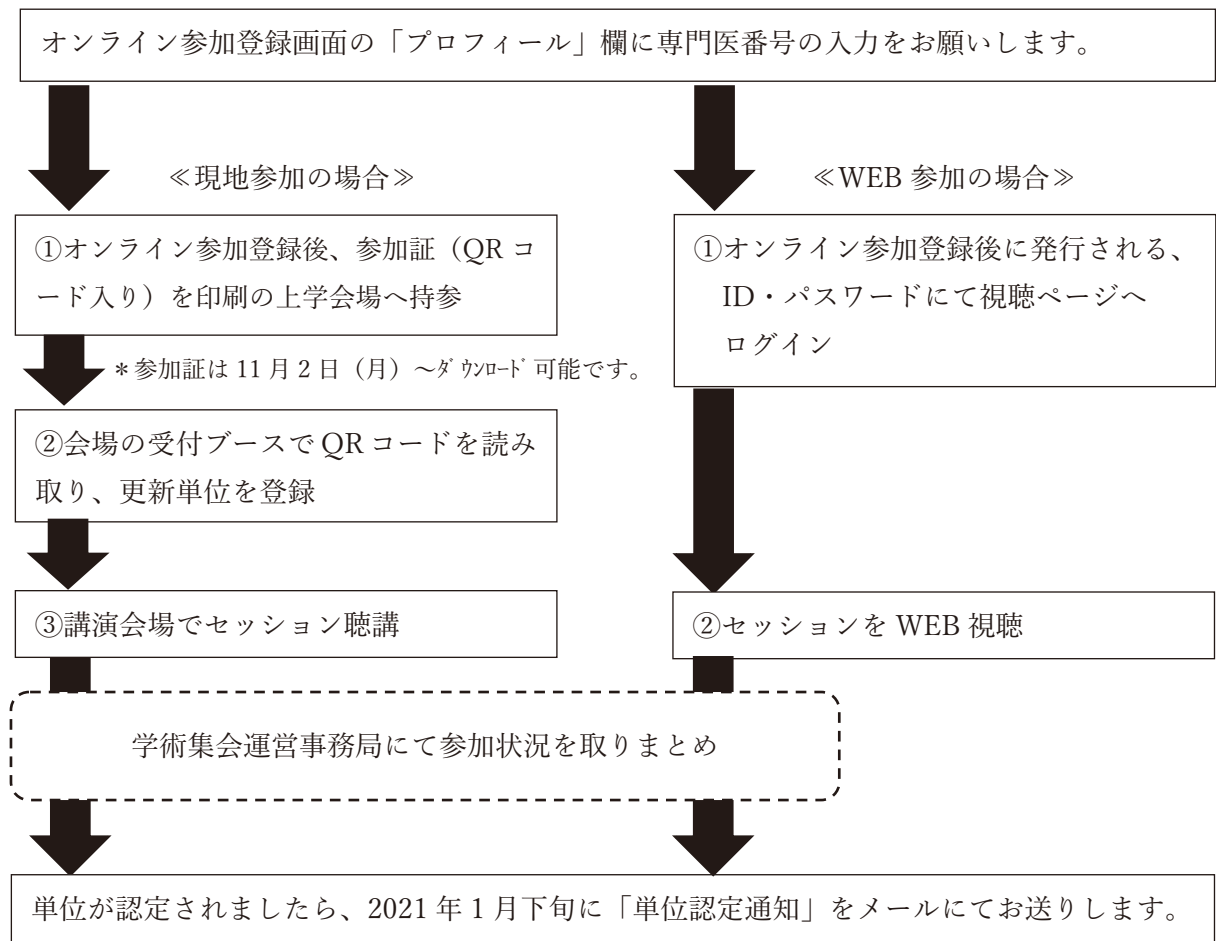 オンライン参加登録画面の「プロフィール」欄に専門医番号の入力をお願いします。
≪現地参加の場合≫
①オンライン参加登録後、参加証（QR コ
ード入り）を印刷の上学会場へ持参
＊参加証は 11 月 2 日（月）～ﾀﾞｳﾝﾛｰﾄﾞ可能です。
②会場の受付ブースで QR コードを読み
取り、更新単位を登録
③講演会場でセッション聴講
≪WEB 参加の場合≫
①オンライン参加登録後に発行される、
ID・パスワードにて視聴ページへ
ログイン
②セッションを WEB 視聴
学術集会運営事務局にて参加状況を取りまとめ
単位が認定されましたら、2021 年 1 月下旬に「単位認定通知」をメールにてお送りします。